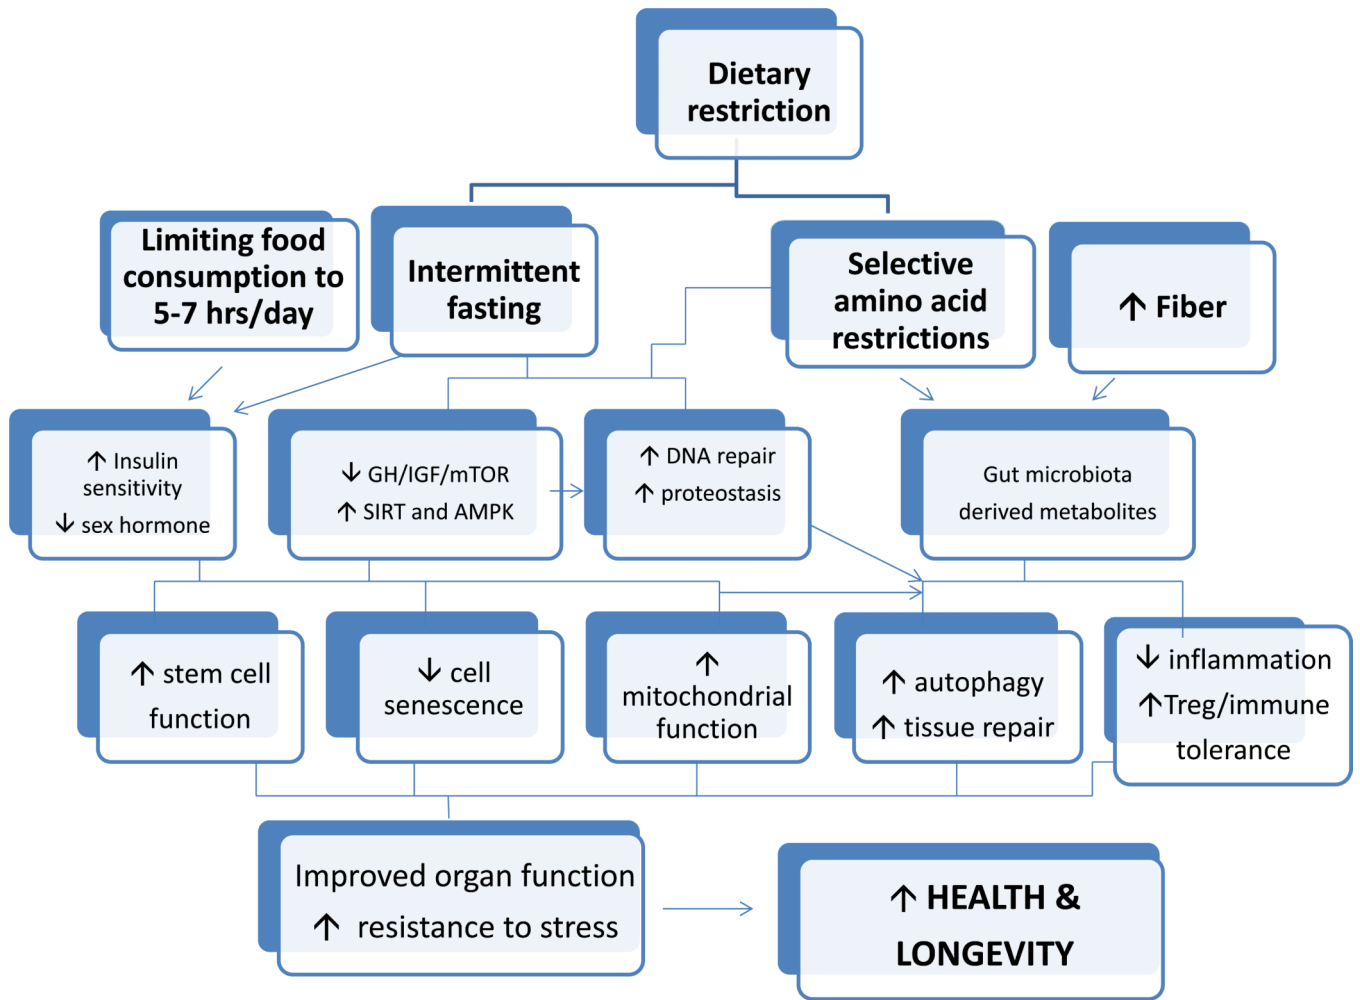 Dietary
restriction
Limiting food
consumption to
5-7 hrs/day
Intermittent
fasting
Selective
amino acid
restrictions
↑ Fiber
↑ Insulin
sensitivity
↓ sex hormone
↓ GH/IGF/mTOR
↑ SIRT and AMPK
↑ DNA repair
↑ proteostasis
Gut microbiota
derived metabolites
↑ stem cell
function
↓ cell
senescence
↑
mitochondrial
function
↑ autophagy
↑ tissue repair
↓ inflammation
↑Treg/immune
tolerance
Improved organ function
↑ resistance to stress
↑ HEALTH &
LONGEVITY